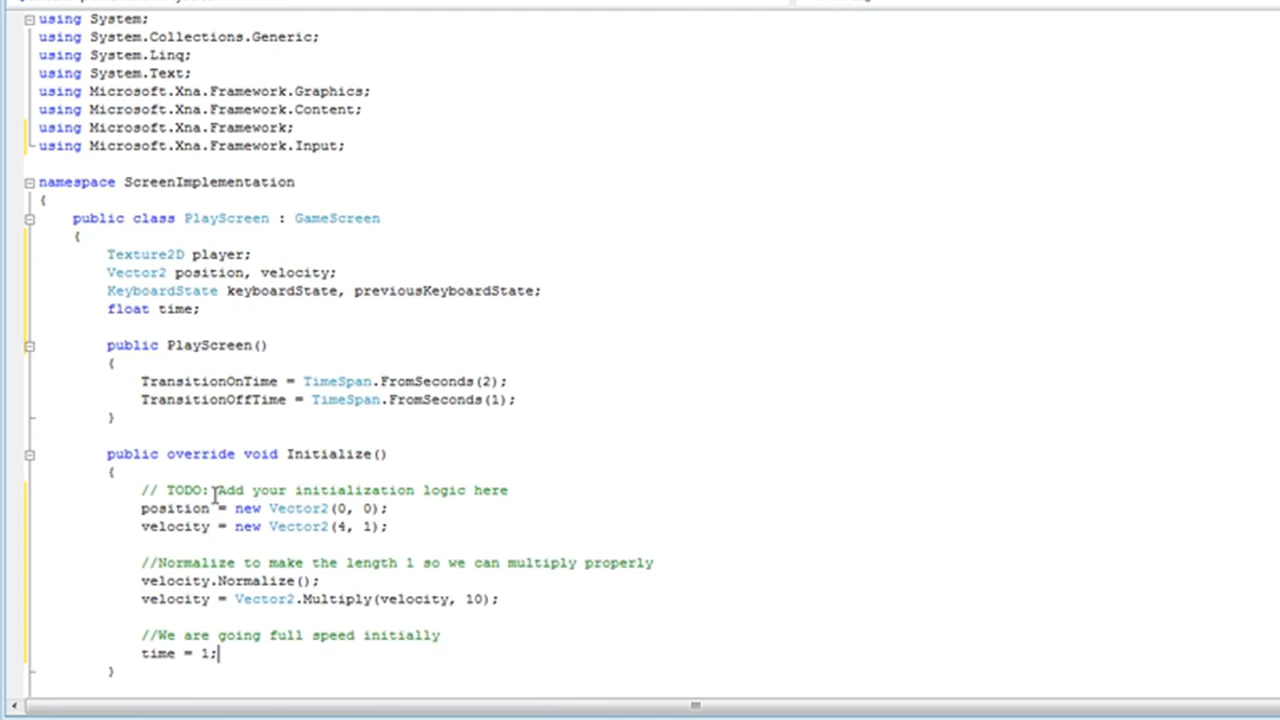 using System;
using System.Collections.Generic;
using System.Linq;
using System.Text;
using Microsoft.Xna.Framework.Graphics;
using Microsoft.Xna.Framework.Content;
using Microsoft.Xna.Framework;
using Microsoft.Xna.Framework.Input;
namespace ScreenImplementation
{
public class PlayScreen : GameScreen
{
Texture2D player;
Vector2 position, velocity;
KeyboardState keyboardState, previousKeyboardState;
float time;
public PlayScreen()
{
TransitionOnTime = TimeSpan.FromSeconds(2);
TransitionOffTime = TimeSpan.FromSeconds(1);
}
public override void Initialize()
{
// TODO: Add your initialization logic here
position = new Vector2(0, 0);
velocity = new Vector2(4, 1);
//Normalize to make the length 1 so we can multiply properly
velocity.Normalize();
velocity = Vector2.Multiply(velocity, 10);
//We are going full speed initially
time = 1;
}